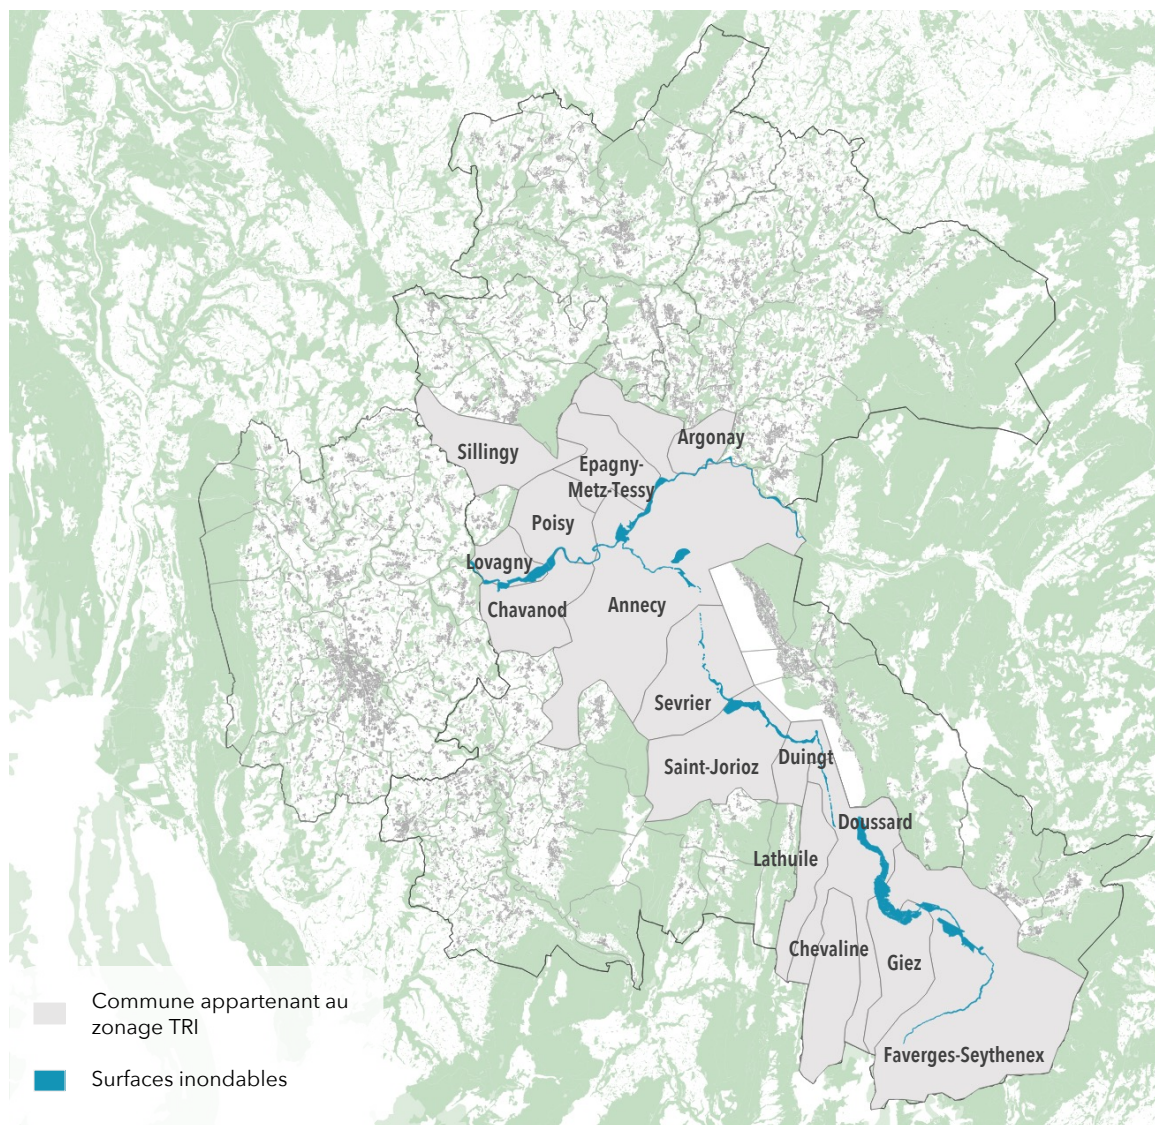 Argonay
Sillingy
Epagny-
Metz-Tessy
Poisy
Lovagny
Chavanod
Annecy
Sevrier
Saint-Jorioz
Duingt
Doussard
Lathuile
Chevaline
Giez
Faverges-Seythenex
Commune appartenant au
zonage TRI
Surfaces inondables